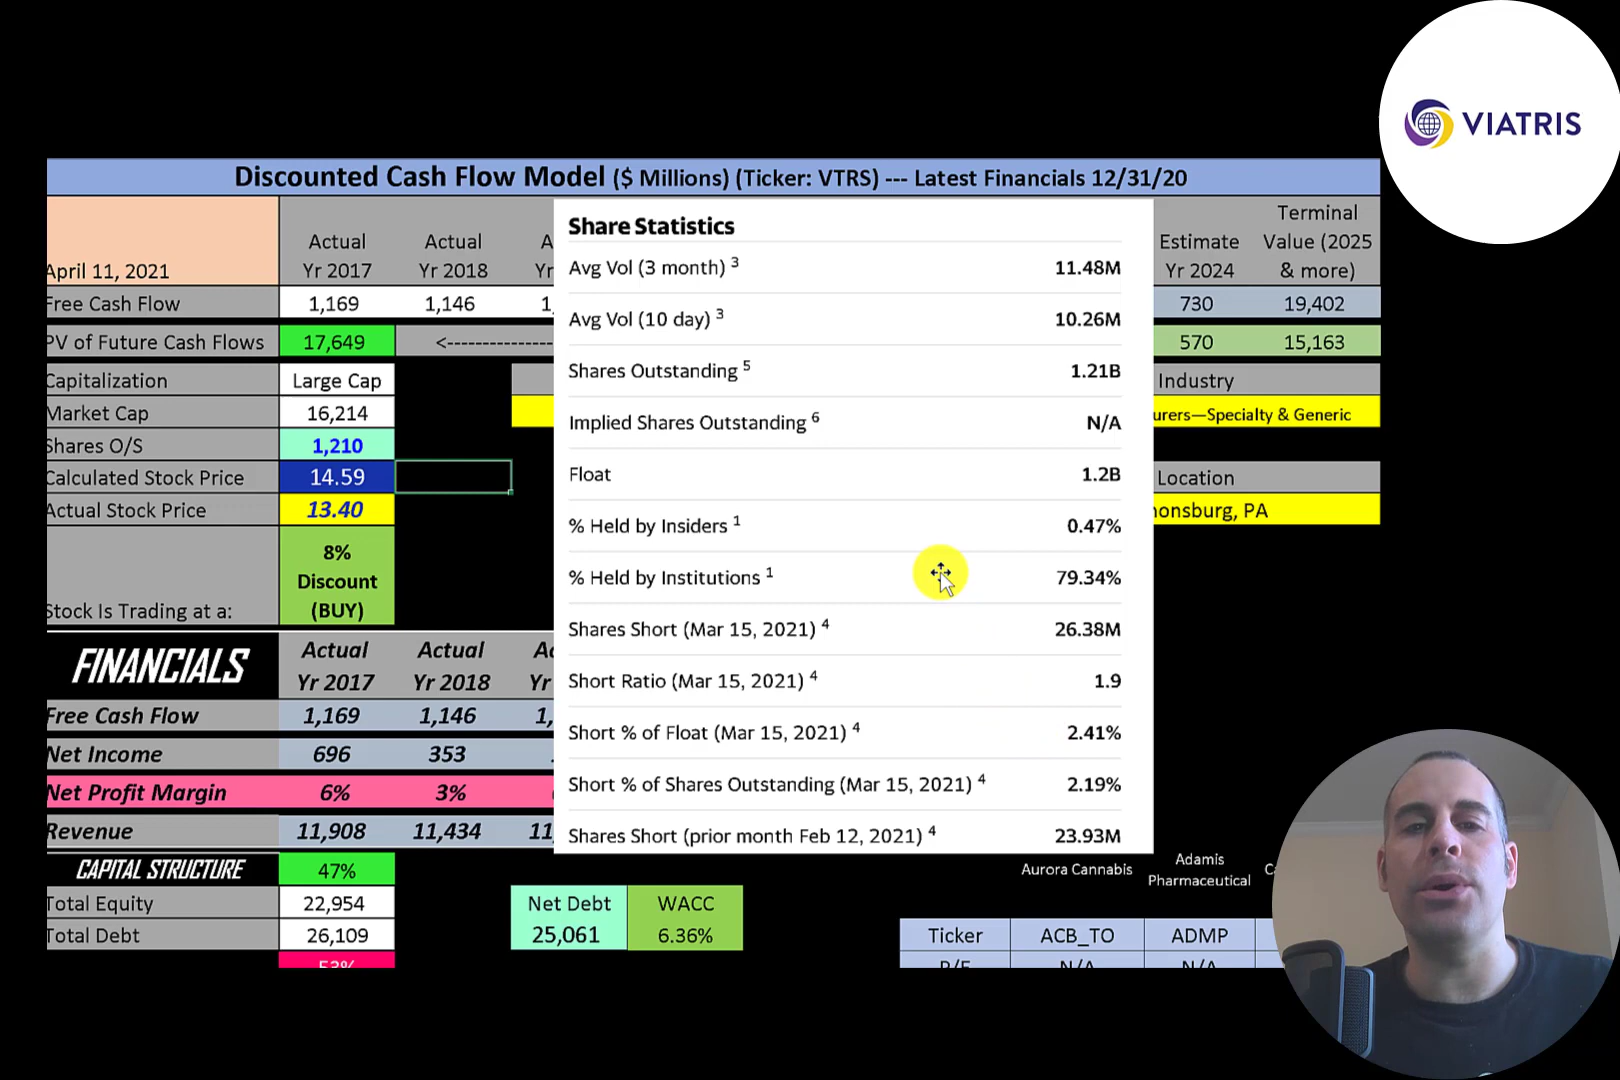 VIATRIS
Discounted Cash Flow Model ($ Millions) (Ticker: VTRS) --- Latest Financials 12/31/20
April 11, 2021
Actual Yr 2017
Actual Yr 2018
Estimate Yr 2024
Terminal Value (2025 & more)
Free Cash Flow 1,169 1,146 1, 730 19,402
PV of Future Cash Flows 17,649 <--------------- 570 15,163
Capitalization Large Cap Industry
Market Cap 16,214 urers—Specialty & Generic
Shares O/S 1,210
Calculated Stock Price 14.59 Location
Actual Stock Price 13.40 nonsburg, PA
Stock Is Trading at a: 8% Discount (BUY)
Share Statistics
Avg Vol (3 month) 3 11.48M
Avg Vol (10 day) 3 10.26M
Shares Outstanding 5 1.21B
Implied Shares Outstanding 6 N/A
Float 1.2B
% Held by Insiders 1 0.47%
% Held by Institutions 1 79.34%
Shares Short (Mar 15, 2021) 4 26.38M
Short Ratio (Mar 15, 2021) 4 1.9
Short % of Float (Mar 15, 2021) 4 2.41%
Short % of Shares Outstanding (Mar 15, 2021) 4 2.19%
Shares Short (prior month Feb 12, 2021) 4 23.93M
FINANCIALS
Actual Yr 2017
Actual Yr 2018
Free Cash Flow 1,169 1,146 1,
Net Income 696 353
Net Profit Margin 6% 3%
Revenue 11,908 11,434 11
CAPITAL STRUCTURE 47%
Total Equity 22,954
Total Debt 26,109
53%
Net Debt WACC
25,061 6.36%
Aurora Cannabis
Adamis Pharmaceutical
Ticker ACB_TO ADMP
P/E N/A N/A